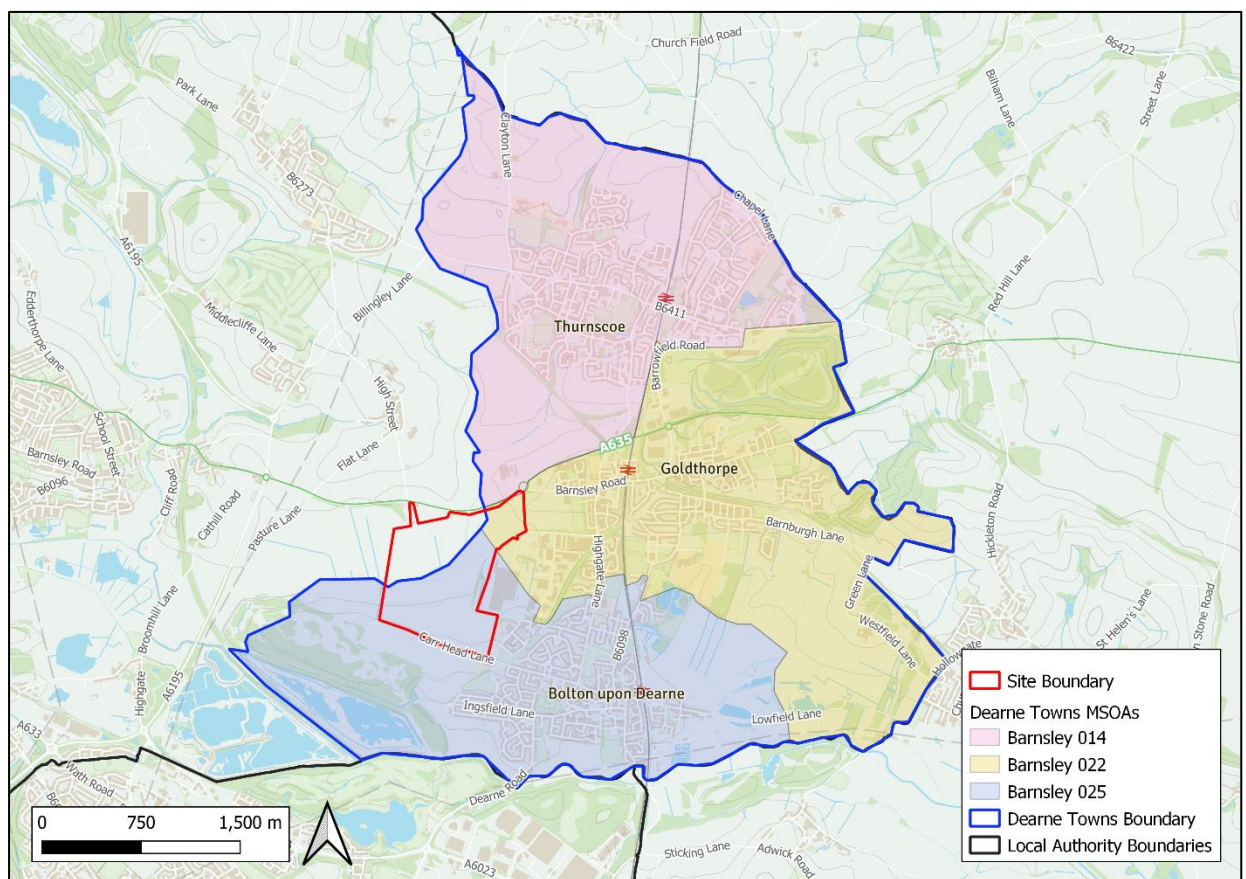 Church Field Road
B6422
Park Lane
Clayton Lane
Bilham Lane
Street Lane
B6273
Chapel Lane
A6195
Billingley Lane
Red Hill Lane
Edderthorpe Lane
Middlecliffe Lane
B6411
Thurnscoe
Barrowfield Road
High Street
School Street
A635
Flat Lane
Goldthorpe
Barnsley Road
B6096
Cliff Road
Barnsley Road
Cathill Road
Pasture Lane
Barnburgh Lane
Hickleton Road
Highgate Lane
Green Lane
Broomhill Lane
Westfield Lane
St Helen's Lane
Stone Road
Carr Head Lane
B6098
Hollowgate
Highgate
A6195
Bolton upon Dearne
Ingsfield Lane
Lowfield Lane
A633
Wath Road
Dearne Road
A6023
Sticking Lane
Adwick Road
0 750 1,500 m
Site Boundary
Dearne Towns MSOAs
Barnsley 014
Barnsley 022
Barnsley 025
Dearne Towns Boundary
Local Authority Boundaries